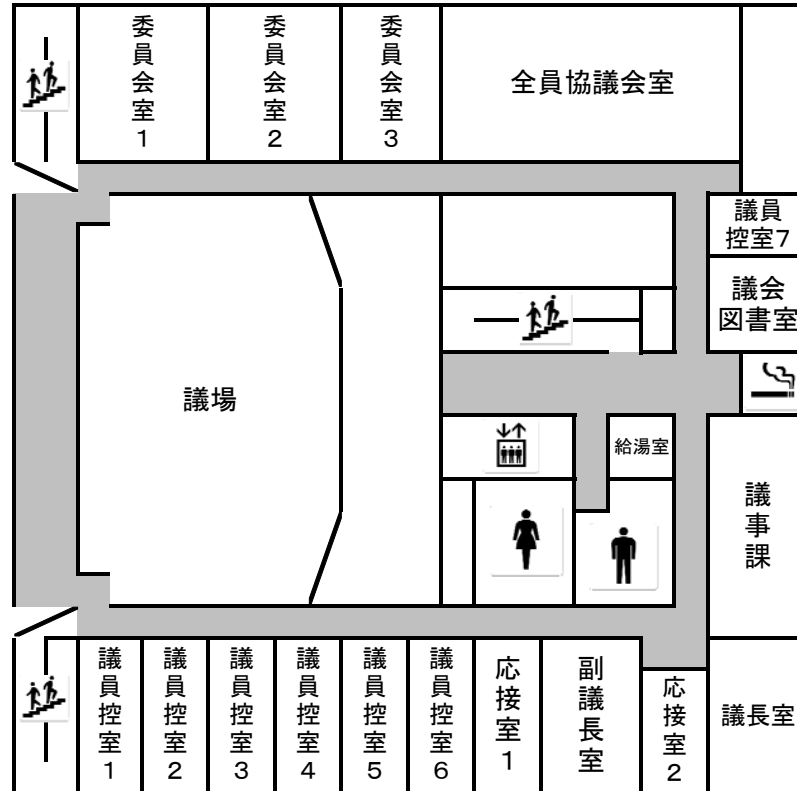 委員会室1
委員会室2
委員会室3
全員協議会室
議員
控室7
議会
図書室
議場
給湯室
議事課
議員控室1
議員控室2
議員控室3
議員控室4
議員控室5
議員控室6
応接室1
副議長室
応接室2
議長室